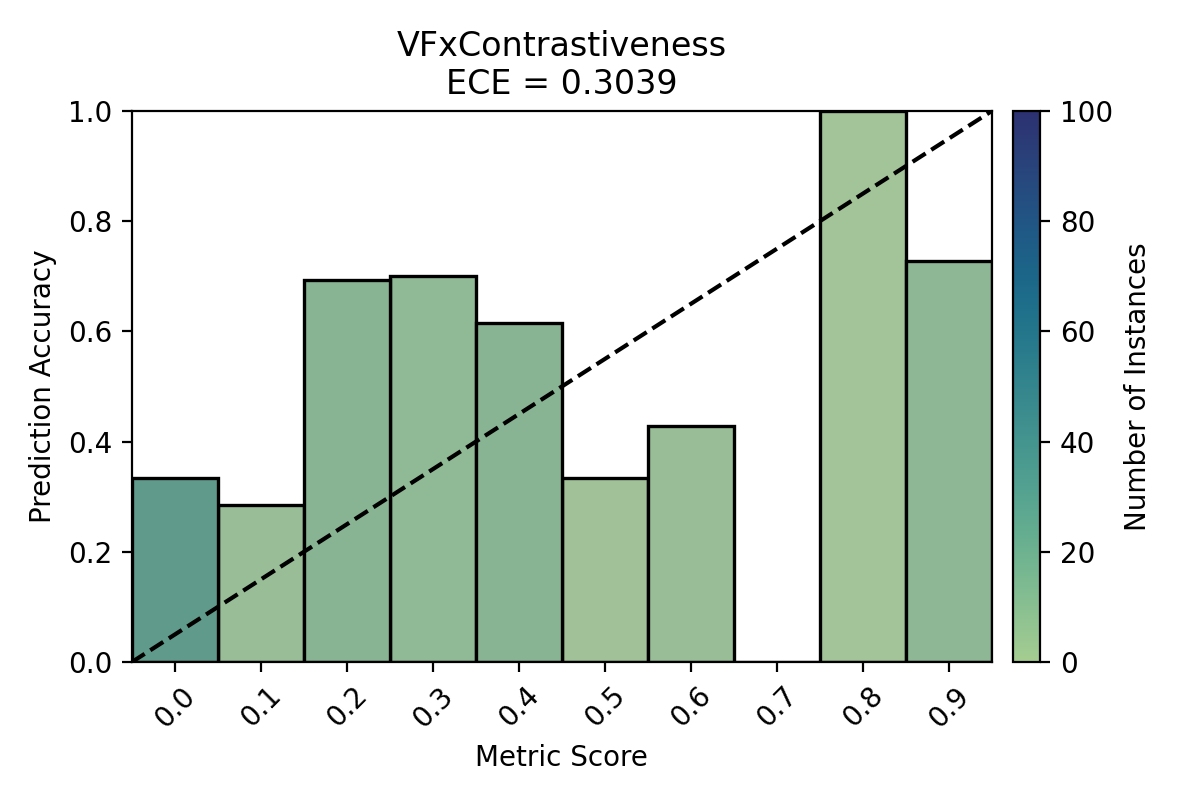 VFxContrastiveness
ECE = 0.3039
Prediction Accuracy
1.0
0.8
0.6
0.4
0.2
0.0
0.0 0.1 0.2 0.3 0.4 0.5 0.6 0.7 0.8 0.9
Metric Score
100
80
60
40
20
0
Number of Instances